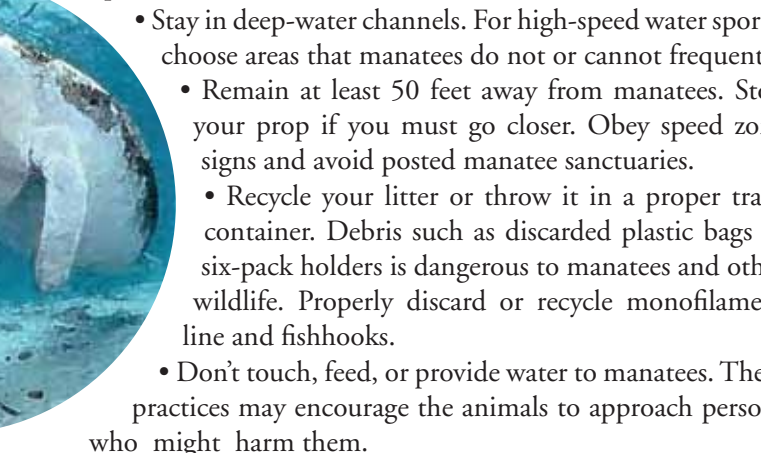 • Stay in deep-water channels. For high-speed water spor
choose areas that manatees do not or cannot frequent
• Remain at least 50 feet away from manatees. Sto
your prop if you must go closer. Obey speed zo
signs and avoid posted manatee sanctuaries.
• Recycle your litter or throw it in a proper tra
container. Debris such as discarded plastic bags
six-pack holders is dangerous to manatees and oth
wildlife. Properly discard or recycle monofilame
line and fishhooks.
• Don’t touch, feed, or provide water to manatees. The
practices may encourage the animals to approach perso
who might harm them.